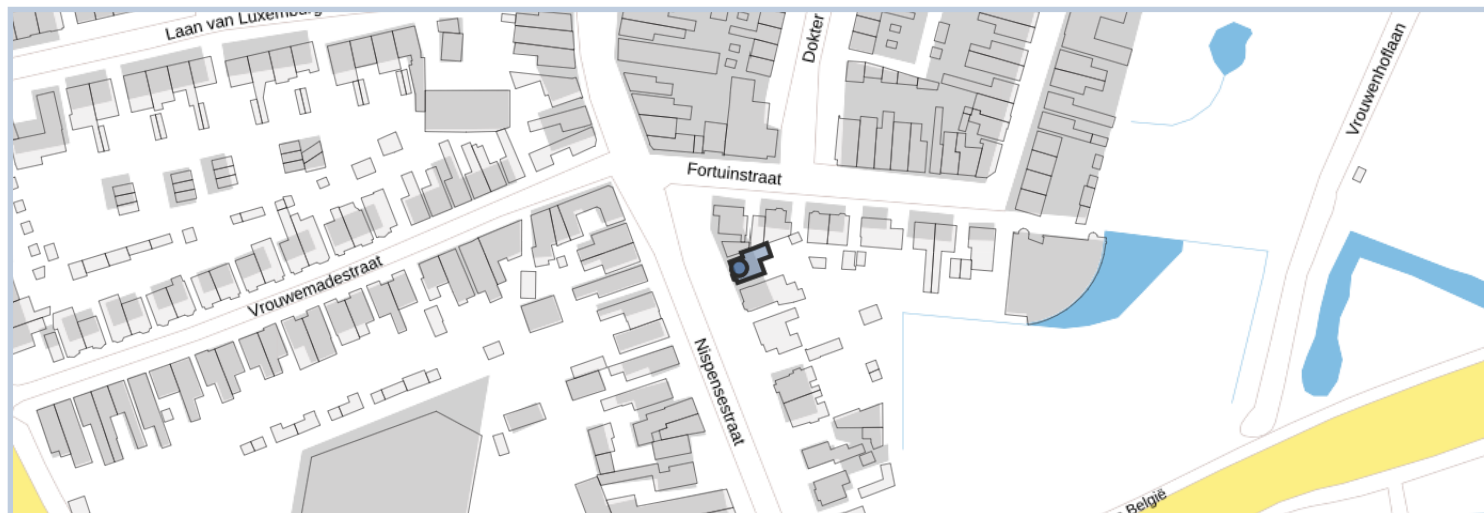 Laan van Luxemburg
Dokter
Vrouwenhoflaan
Fortuinstraat
Vrouwemadestraat
Nispensestraat
België